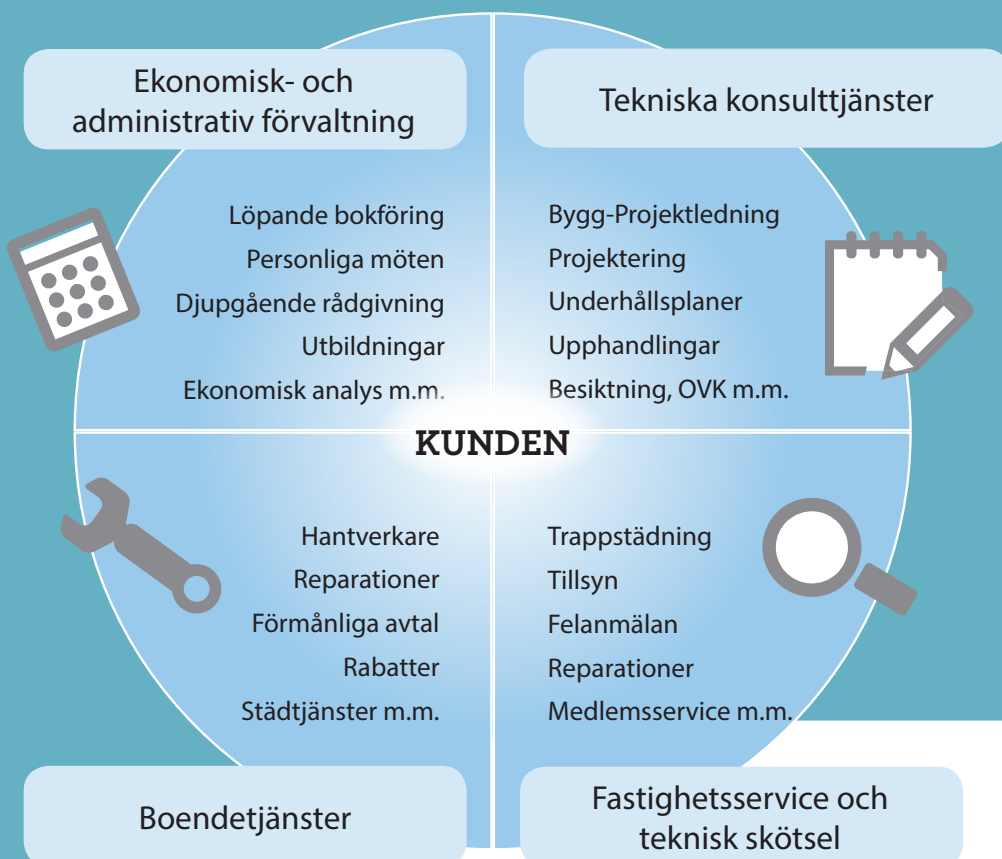 Ekonomisk- och
administrativ förvaltning
Löpande bokföring
Personliga möten
Djupgående rådgivning
Utbildningar
Ekonomisk analys m.m.
Tekniska konsulttjänster
Bygg-Projektledning
Projektering
Underhållsplaner
Upphandlingar
Besiktning, OVK m.m.
KUNDEN
Hantverkare
Reparationer
Förmånliga avtal
Rabatter
Städtjänster m.m.
Boendetjänster
Trappstädning
Tillsyn
Felanmälan
Reparationer
Medlemsservice m.m.
Fastighetsservice och
teknisk skötsel